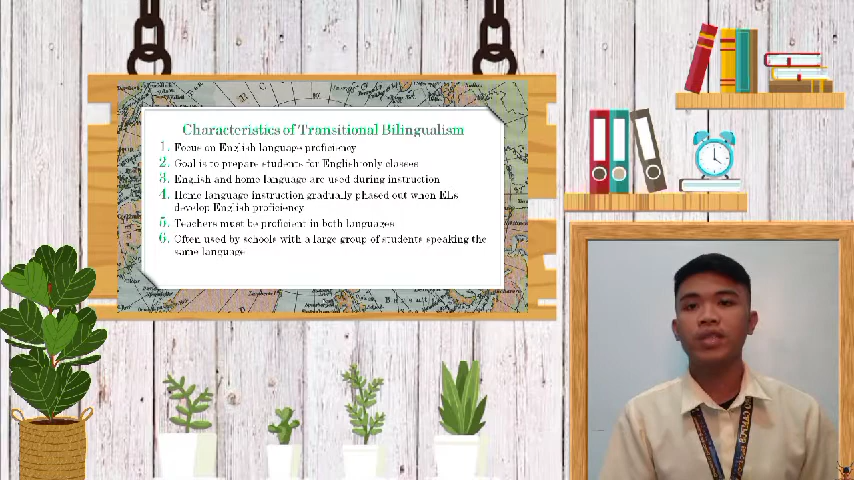 Characteristics of Transitional Bilingualism
1. Focus on English language proficiency
2. Goal is to prepare students for English-only classes
3. English and home language are used during instruction
4. Home language instruction gradually phased out when ELs
develop English proficiency
5. Teachers must be proficient in both languages
6. Often used by schools with a large group of students speaking the
same language